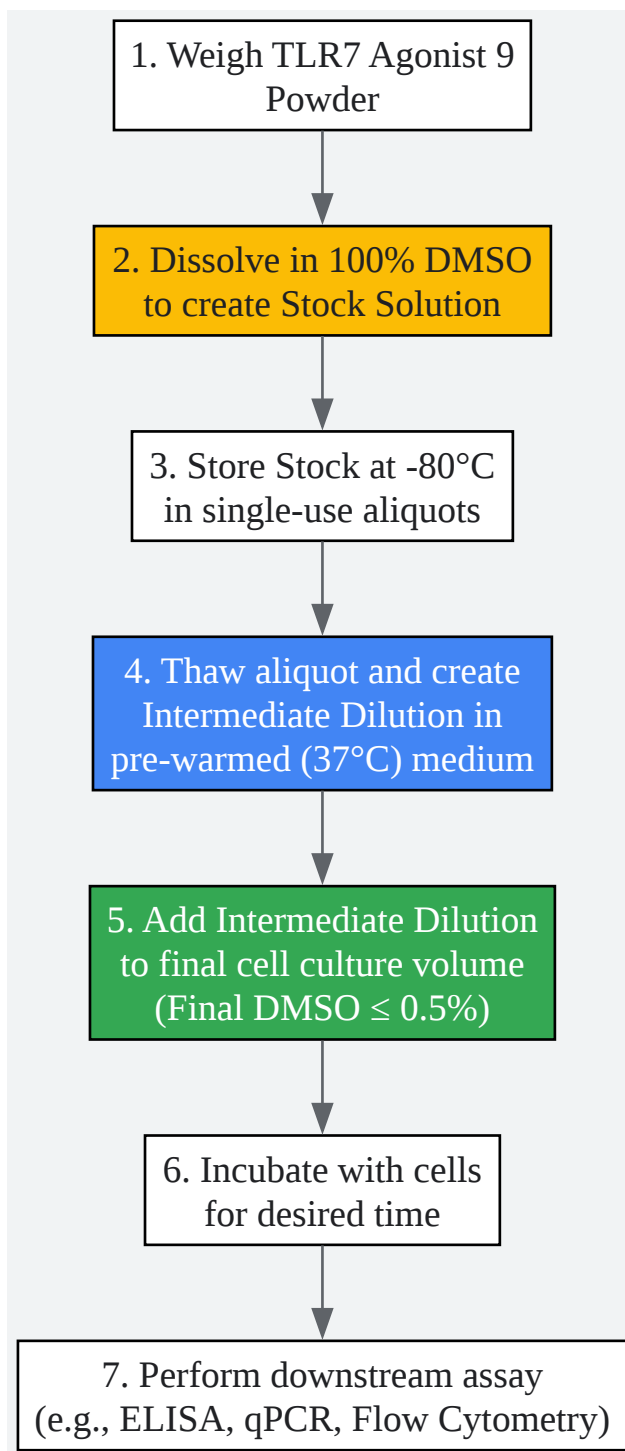 1. Weigh TLR7 Agonist 9
Powder
2. Dissolve in 100% DMSO
to create Stock Solution
3. Store Stock at -80°C
in single-use aliquots
4. Thaw aliquot and create
Intermediate Dilution in
pre-warmed (37°C) medium
5. Add Intermediate Dilution
to final cell culture volume
(Final DMSO ≤ 0.5%)
6. Incubate with cells
for desired time
7. Perform downstream assay
(e.g., ELISA, qPCR, Flow Cytometry)